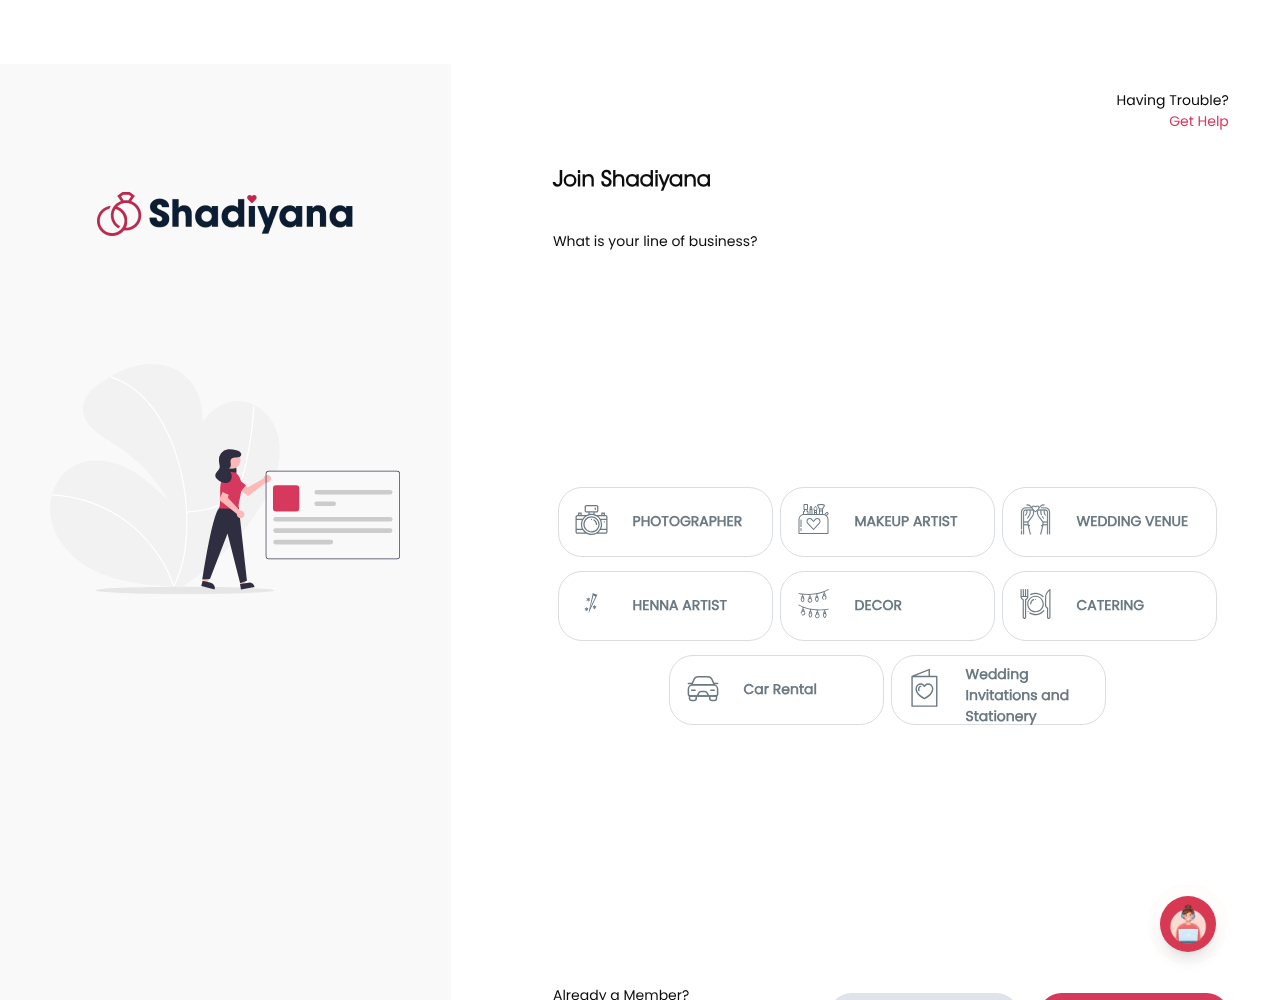 Having Trouble?
Get Help
Shadiyana
Join Shadiyana
What is your line of business?
PHOTOGRAPHER
MAKEUP ARTIST
WEDDING VENUE
HENNA ARTIST
DECOR
CATERING
Car Rental
Wedding
Invitations and
Stationery
Already a Member?